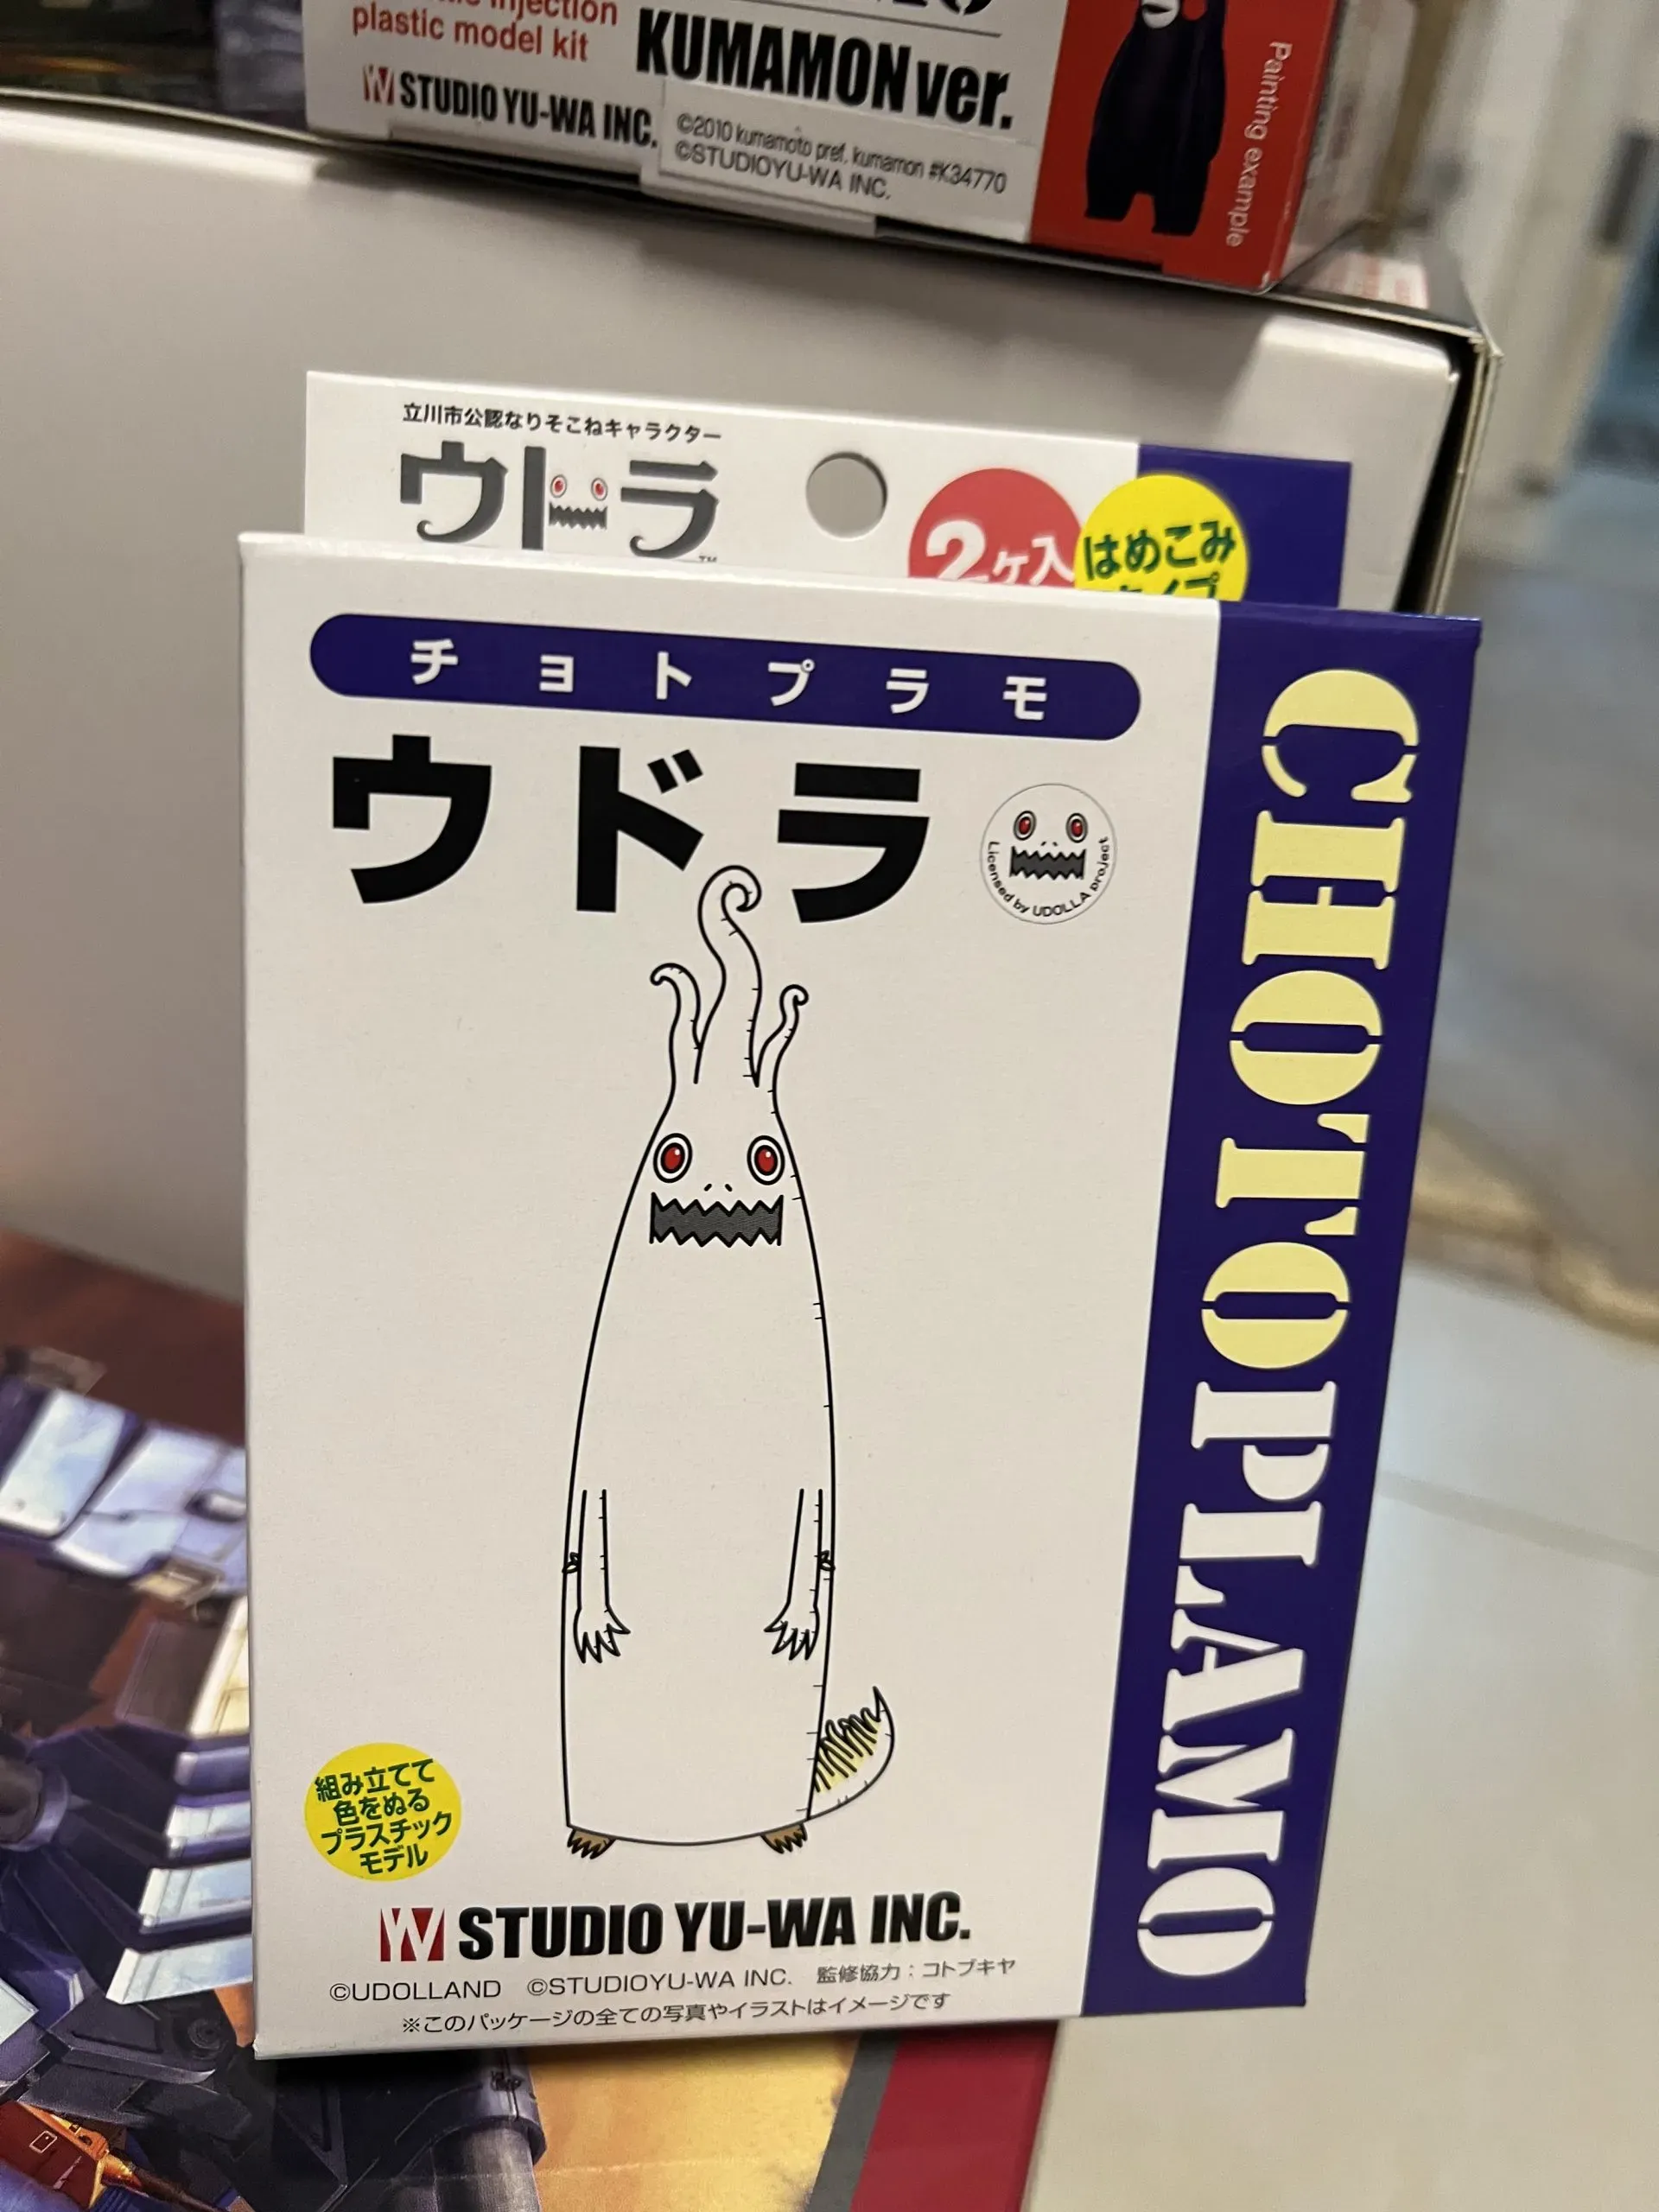 injection
plastic model kit
KUMAMON ver.
STUDIO YU-WA INC.
©2010 kumamoto pref. kumamon #K34770
©STUDIOYU-WA INC.
Painting example
立川市公認なりそこねキャラクター
ウドラ
TM
2ヶ入
はめこみ
タイプ
チョトプラモ
ウドラ
Licensed by UDOLLA project
CHOTOPLAMO
組み立てて
色をぬる
プラスチック
モデル
STUDIO YU-WA INC.
©UDOLLAND ©STUDIOYU-WA INC. 監修協力：コトブキヤ
※このパッケージの全ての写真やイラストはイメージです